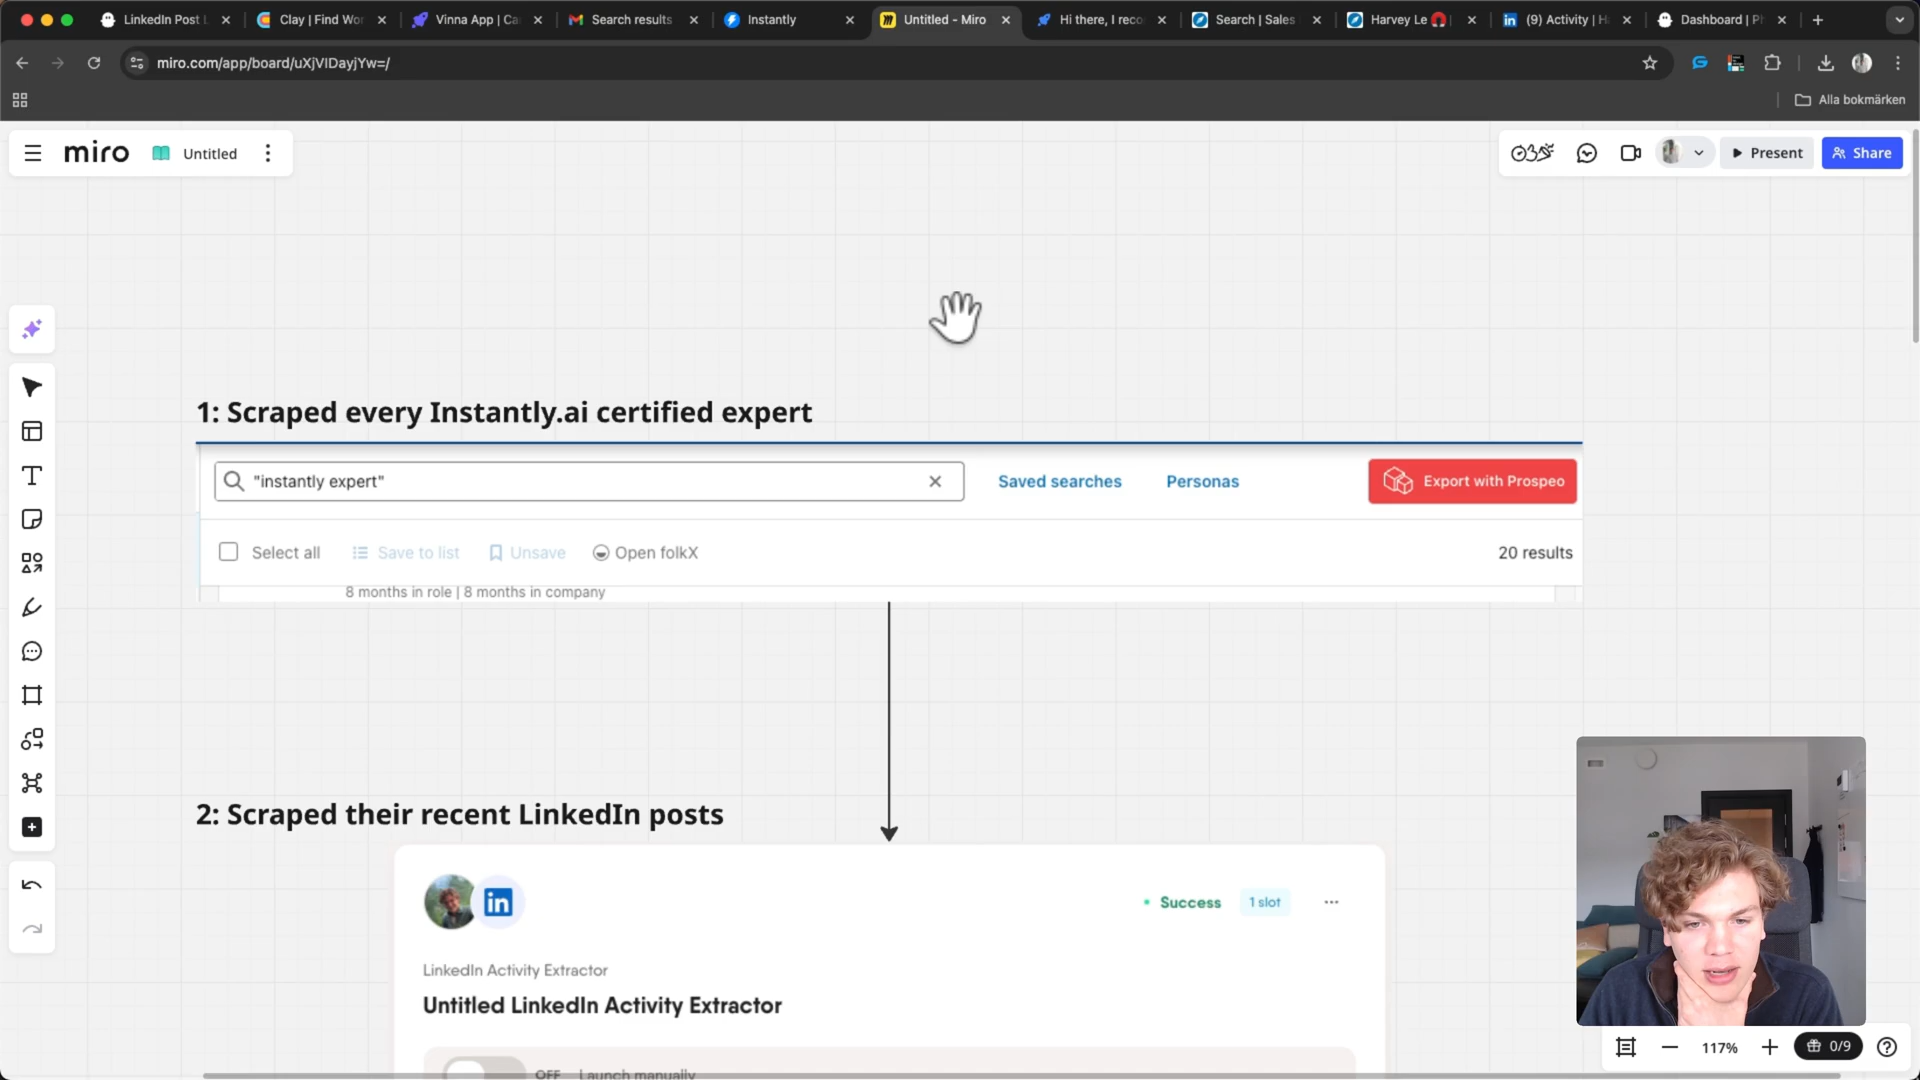 LinkedIn Post L
Clay | Find Wor
Vinna App | Ca
Search results
Instantly
Untitled - Miro
Hi there, I reco
Search | Sales
Harvey Le
(9) Activity | H
Dashboard | Ph
miro.com/app/board/uXjVIDayjYw=/
Alla bokmärken
miro
Untitled
Present
Share
1: Scraped every Instantly.ai certified expert
"instantly expert"
Saved searches
Personas
Export with Prospeo
Select all
Save to list
Unsave
Open folkX
20 results
8 months in role | 8 months in company
2: Scraped their recent LinkedIn posts
in
Success
1 slot
LinkedIn Activity Extractor
Untitled LinkedIn Activity Extractor
OFF
Launch manually
117%
0/9